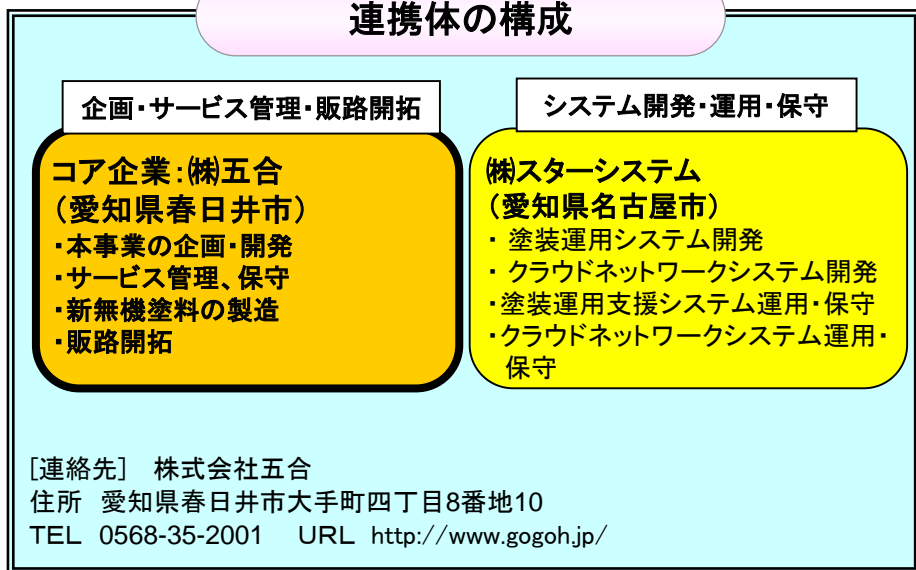 連携体の構成
企画・サービス管理・販路開拓
コア企業:㈱五合
(愛知県春日井市)
・本事業の企画・開発
・サービス管理、保守
・新無機塗料の製造
・販路開拓
システム開発・運用・保守
㈱スターシステム
(愛知県名古屋市)
・ 塗装運用システム開発
・ クラウドネットワークシステム開発
・塗装運用支援システム運用・保守
・クラウドネットワークシステム運用・
保守
[連絡先] 株式会社五合
住所 愛知県春日井市大手町四丁目8番地10
TEL 0568-35-2001 URL http://www.gogoh.jp/